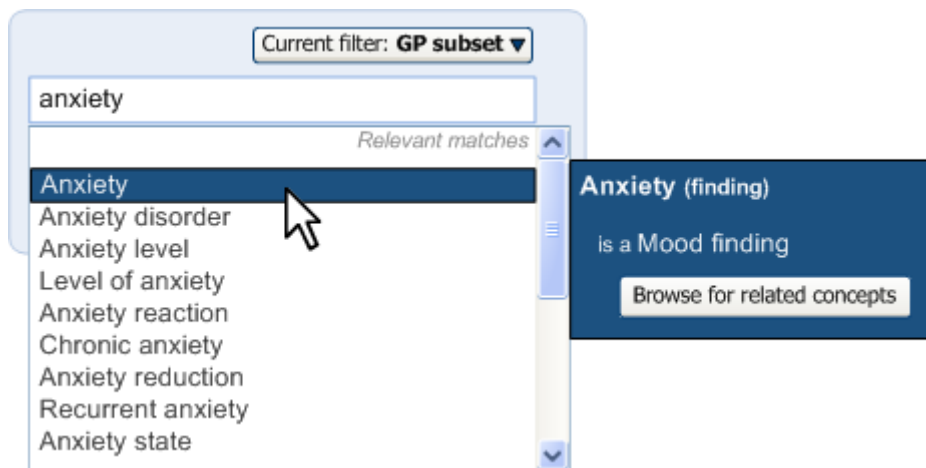 Current filter: GP subset ▼
anxiety
Relevant matches
Anxiety
Anxiety disorder
Anxiety level
Level of anxiety
Anxiety reaction
Chronic anxiety
Anxiety reduction
Recurrent anxiety
Anxiety state
Anxiety (finding)
is a Mood finding
Browse for related concepts